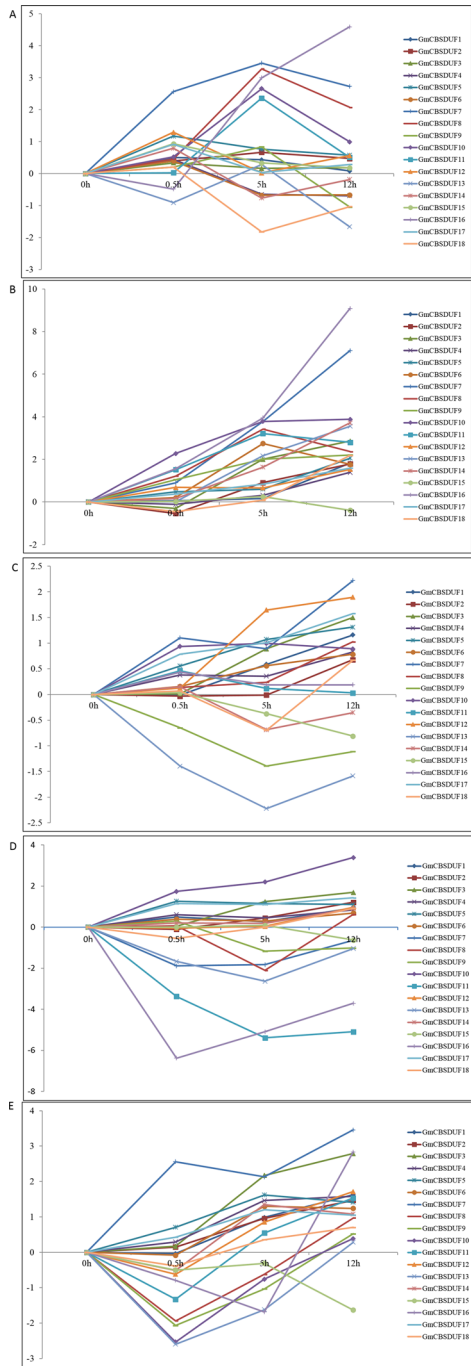 A
5
4
3
2
1
0
-1
-2
-3
0h
0.5h
5h
12h
GmCBSDUF1
GmCBSDUF2
GmCBSDUF3
GmCBSDUF4
GmCBSDUF5
GmCBSDUF6
GmCBSDUF7
GmCBSDUF8
GmCBSDUF9
GmCBSDUF10
GmCBSDUF11
GmCBSDUF12
GmCBSDUF13
GmCBSDUF14
GmCBSDUF15
GmCBSDUF16
GmCBSDUF17
GmCBSDUF18
B
10
8
6
4
2
0
-2
0h
0.5h
5h
12h
GmCBSDUF1
GmCBSDUF2
GmCBSDUF3
GmCBSDUF4
GmCBSDUF5
GmCBSDUF6
GmCBSDUF7
GmCBSDUF8
GmCBSDUF9
GmCBSDUF10
GmCBSDUF11
GmCBSDUF12
GmCBSDUF13
GmCBSDUF14
GmCBSDUF15
GmCBSDUF16
GmCBSDUF17
GmCBSDUF18
C
2.5
2
1.5
1
0.5
0
-0.5
-1
-1.5
-2
-2.5
0h
0.5h
5h
12h
GmCBSDUF1
GmCBSDUF2
GmCBSDUF3
GmCBSDUF4
GmCBSDUF5
GmCBSDUF6
GmCBSDUF7
GmCBSDUF8
GmCBSDUF9
GmCBSDUF10
GmCBSDUF11
GmCBSDUF12
GmCBSDUF13
GmCBSDUF14
GmCBSDUF15
GmCBSDUF16
GmCBSDUF17
GmCBSDUF18
D
4
2
0
-2
-4
-6
-8
0h
0.5h
5h
12h
GmCBSDUF1
GmCBSDUF2
GmCBSDUF3
GmCBSDUF4
GmCBSDUF5
GmCBSDUF6
GmCBSDUF7
GmCBSDUF8
GmCBSDUF9
GmCBSDUF10
GmCBSDUF11
GmCBSDUF12
GmCBSDUF13
GmCBSDUF14
GmCBSDUF15
GmCBSDUF16
GmCBSDUF17
GmCBSDUF18
E
4
3
2
1
0
-1
-2
-3
0h
0.5h
5h
12h
GmCBSDUF1
GmCBSDUF2
GmCBSDUF3
GmCBSDUF4
GmCBSDUF5
GmCBSDUF6
GmCBSDUF7
GmCBSDUF8
GmCBSDUF9
GmCBSDUF10
GmCBSDUF11
GmCBSDUF12
GmCBSDUF13
GmCBSDUF14
GmCBSDUF15
GmCBSDUF16
GmCBSDUF17
GmCBSDUF18